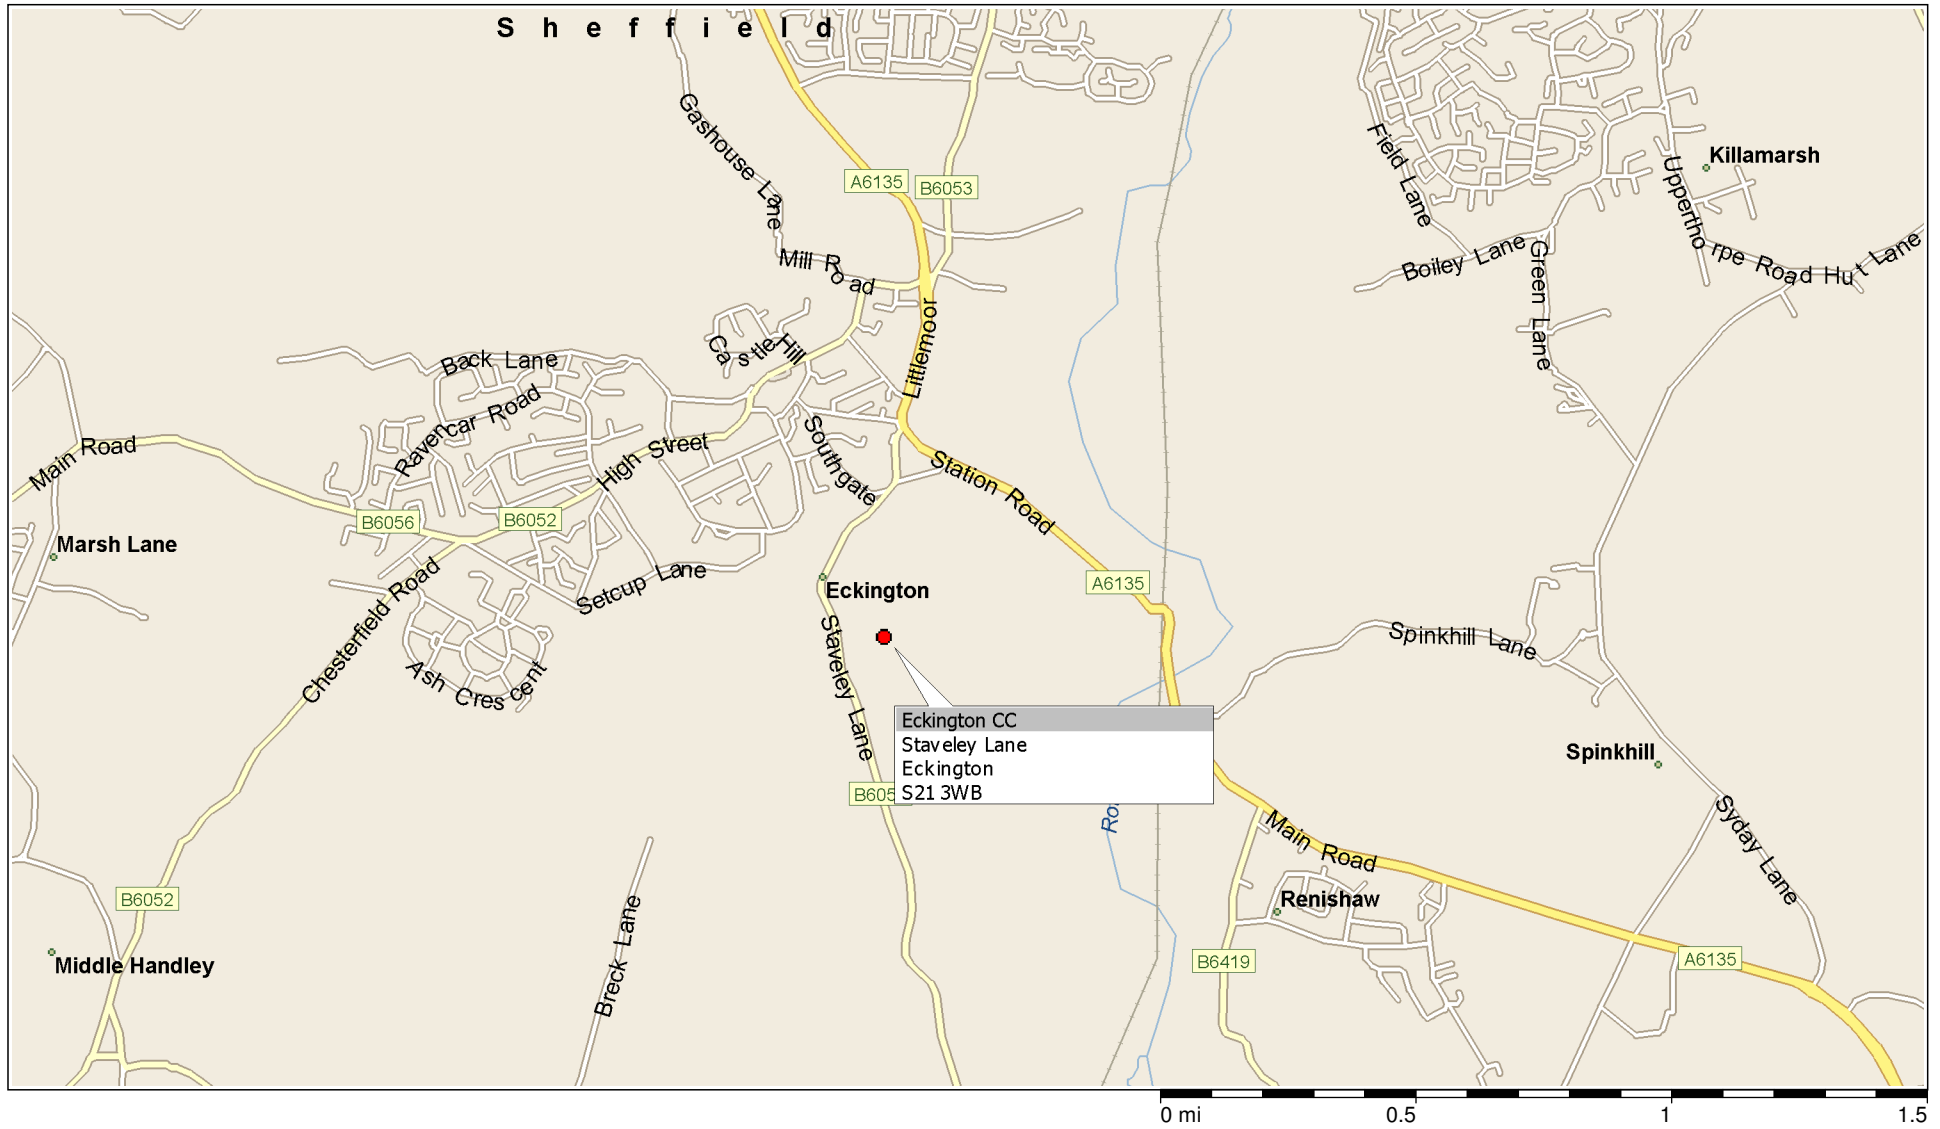 Sheffield
Gashouse Lane
A6135
B6053
Field Lane
Killamarsh
Upperthorpe Road
Hut Lane
Boiley Lane
Green Lane
Mill Road
Littlemoor
Castle Hill
Back Lane
Ravencar Road
Main Road
High Street
Southgate
Station Road
B6056
B6052
Marsh Lane
Setcup Lane
Chesterfield Road
Eckington
A6135
Staveley Lane
Ash Crescent
Spinkhill Lane
Eckington CC
Staveley Lane
Eckington
S21 3WB
B605
Spinkhill
Main Road
Syday Lane
Renishaw
B6052
Breck Lane
Middle Handley
B6419
A6135
0 mi
0.5
1
1.5